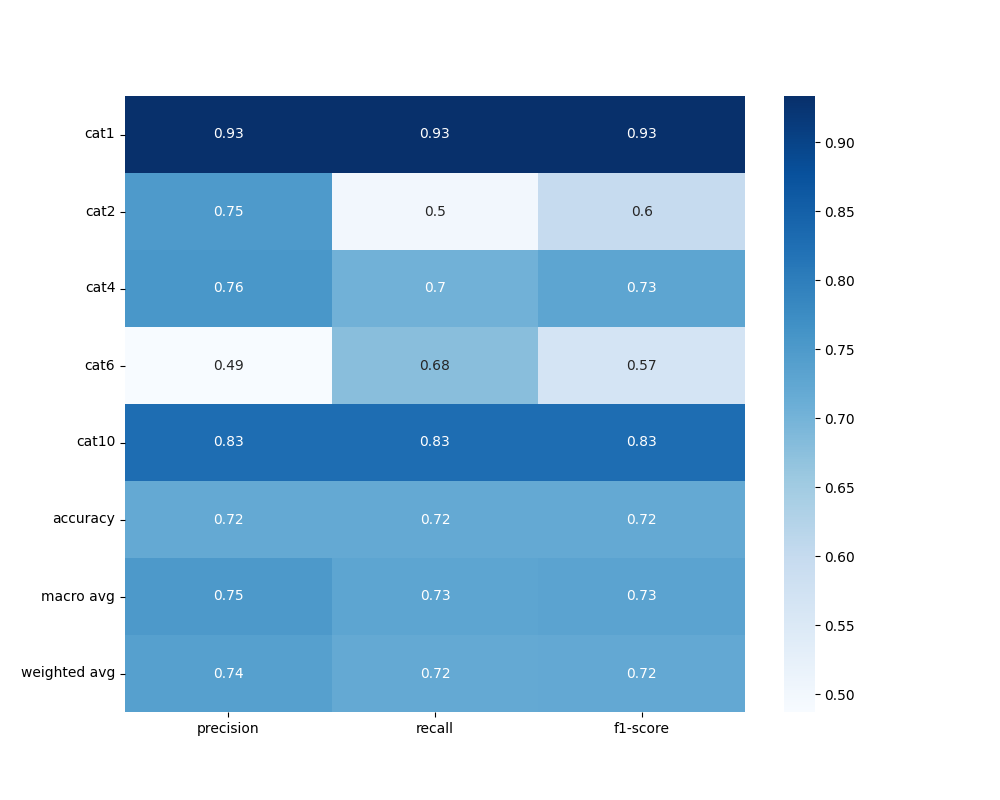 cat1 0.93 0.93 0.93
cat2 0.75 0.5 0.6
cat4 0.76 0.7 0.73
cat6 0.49 0.68 0.57
cat10 0.83 0.83 0.83
accuracy 0.72 0.72 0.72
macro avg 0.75 0.73 0.73
weighted avg 0.74 0.72 0.72
precision recall f1-score
0.90
0.85
0.80
0.75
0.70
0.65
0.60
0.55
0.50